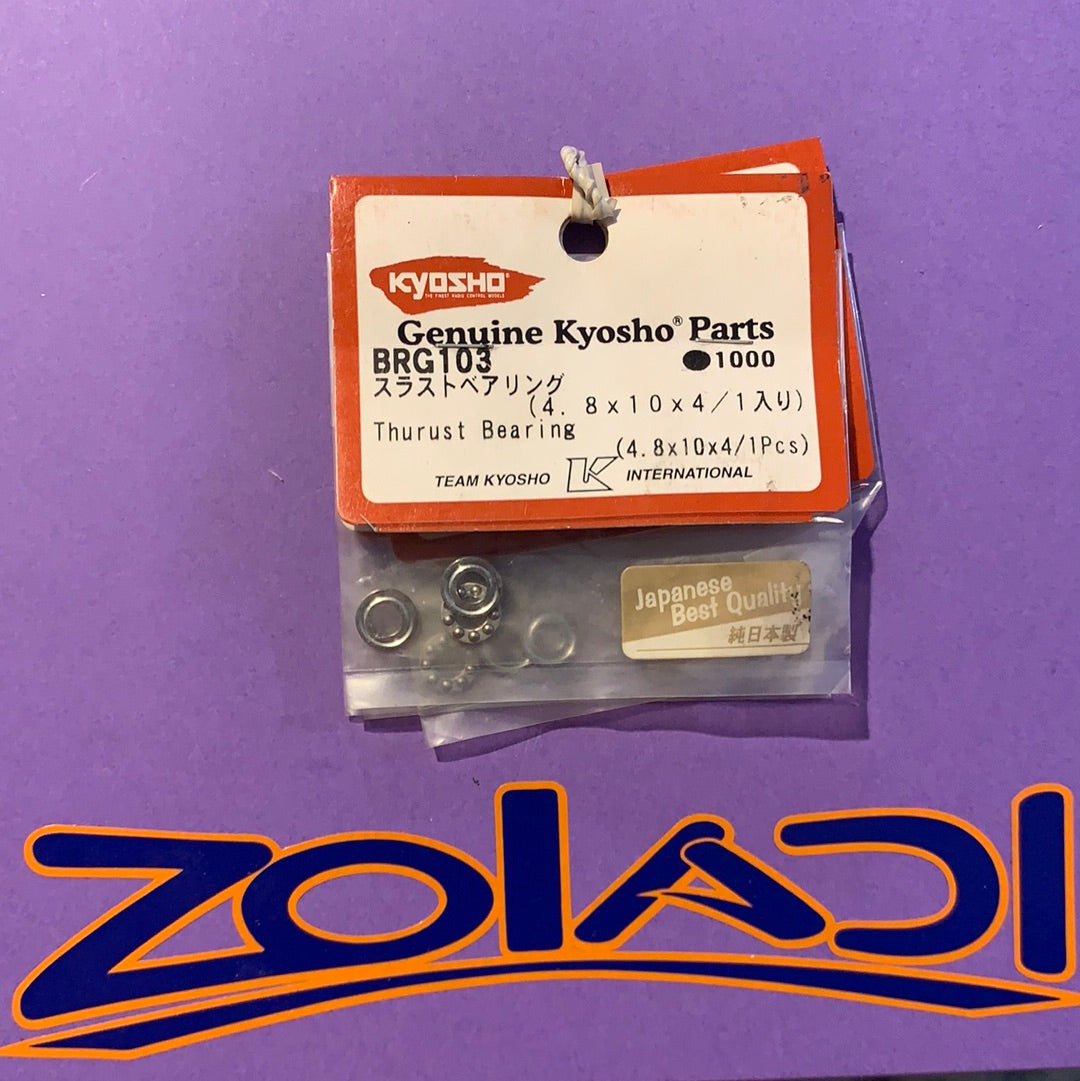 KYOSHO
THE FINEST RADIO CONTROL MODELS
Genuine Kyosho® Parts
BRG103 ●1000
スラストベアリング
(4.8x10x4/1入り)
Thurust Bearing
(4.8x10x4/1Pcs)
TEAM KYOSHO K INTERNATIONAL
Japanese
Best Quality
純日本製
ZOIADI